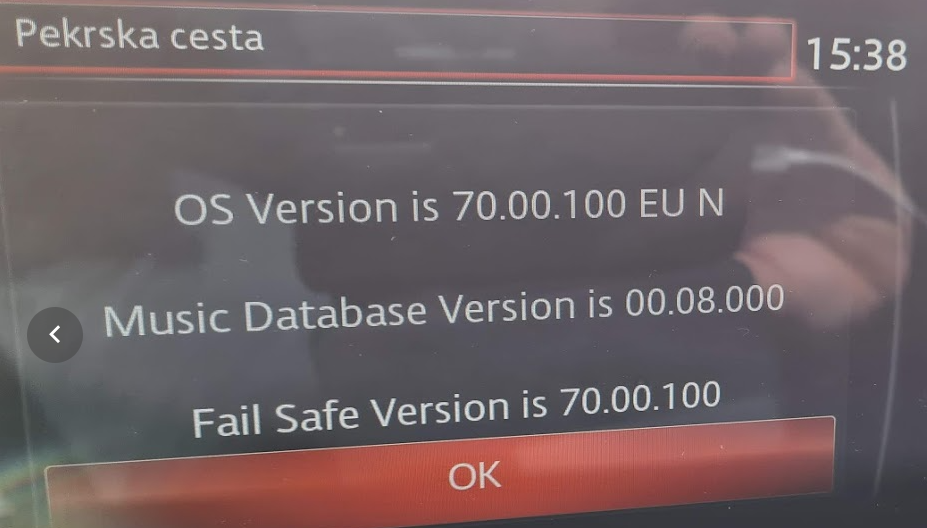 Pekrska cesta
15:38
OS Version is 70.00.100 EU N
Music Database Version is 00.08.000
Fail Safe Version is 70.00.100
OK